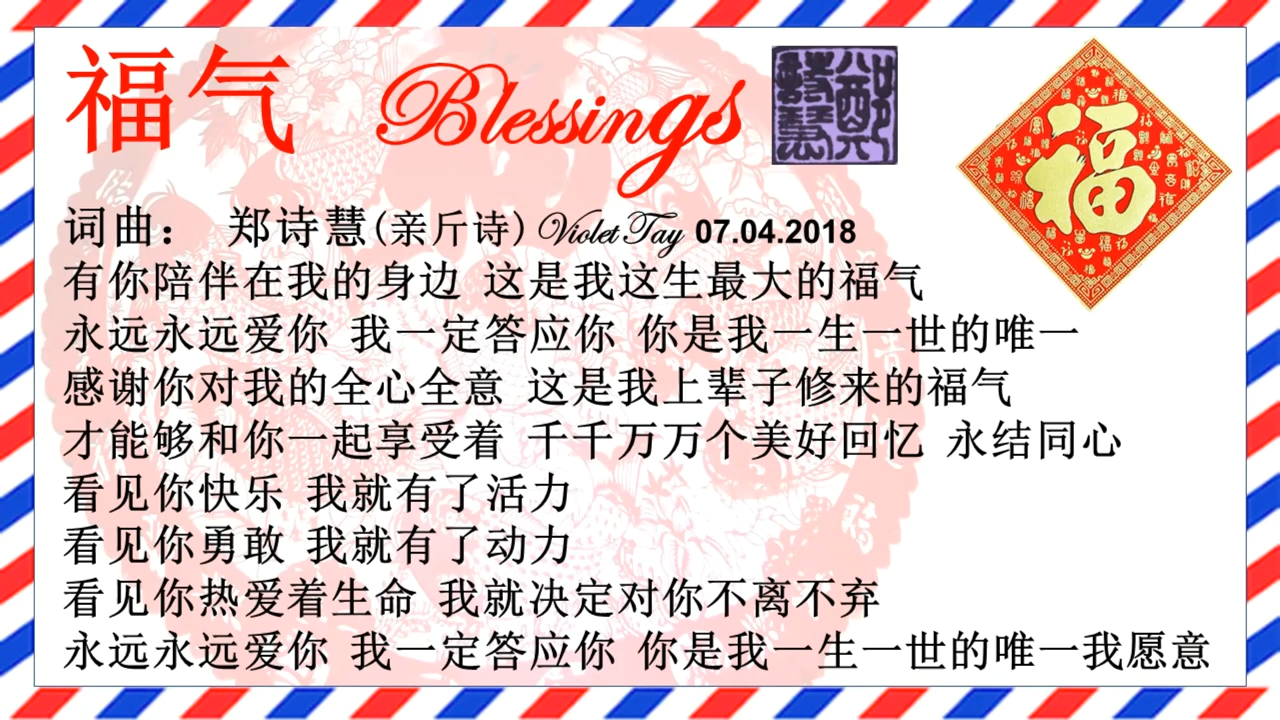 福气 Blessings
鄭詩慧
福
词曲： 郑诗慧(亲斤诗) Violet Tay 07.04.2018
有你陪伴在我的身边 这是我这生最大的福气
永远永远爱你 我一定答应你 你是我一生一世的唯一
感谢你对我的全心全意 这是我上辈子修来的福气
才能够和你一起享受着 千千万万个美好回忆 永结同心
看见你快乐 我就有了活力
看见你勇敢 我就有了动力
看见你热爱着生命 我就决定对你不离不弃
永远永远爱你 我一定答应你 你是我一生一世的唯一我愿意